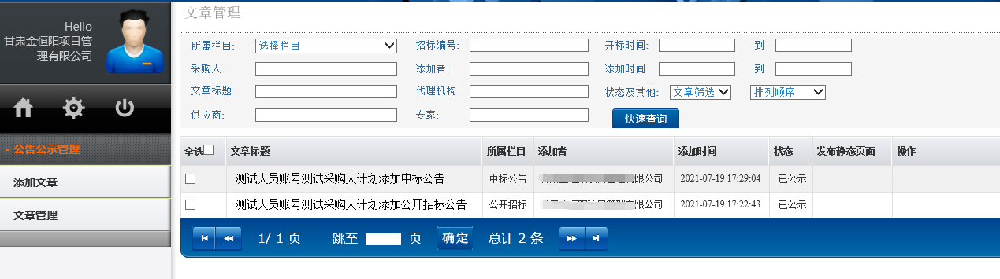 Hello
甘肃金恒阳项目管
理有限公司
- 公告公示管理
添加文章
文章管理
文章管理
所属栏目: 选择栏目 招标编号: 开标时间: 到
采购人: 添加者: 添加时间: 到
文章标题: 代理机构: 状态及其他: 文章筛选 排列顺序
供应商: 专家: 快速查询
全选 文章标题 所属栏目 添加者 添加时间 状态 发布静态页面 操作
测试人员账号测试采购人计划添加中标公告 中标公告 有限公司 2021-07-19 17:29:04 已公示
测试人员账号测试采购人计划添加公开招标公告 公开招标 有限公司 2021-07-19 17:22:43 已公示
1/ 1 页 跳至 页 确定 总计 2 条